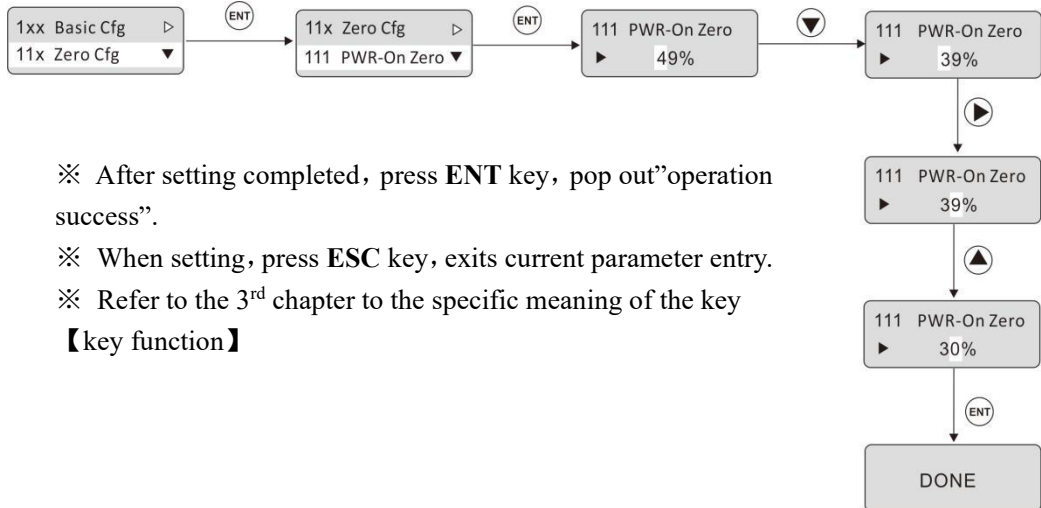 1xx Basic Cfg ▷
11x Zero Cfg ▼
ENT
11x Zero Cfg ▷
111 PWR-On Zero ▼
ENT
111 PWR-On Zero
▶ 49%
▼
111 PWR-On Zero
▶ 39%
▶
111 PWR-On Zero
▶ 39%
▲
111 PWR-On Zero
▶ 30%
ENT
DONE
※ After setting completed，press ENT key，pop out”operation
success”.
※ When setting，press ESC key，exits current parameter entry.
※ Refer to the 3rd chapter to the specific meaning of the key
【key function】